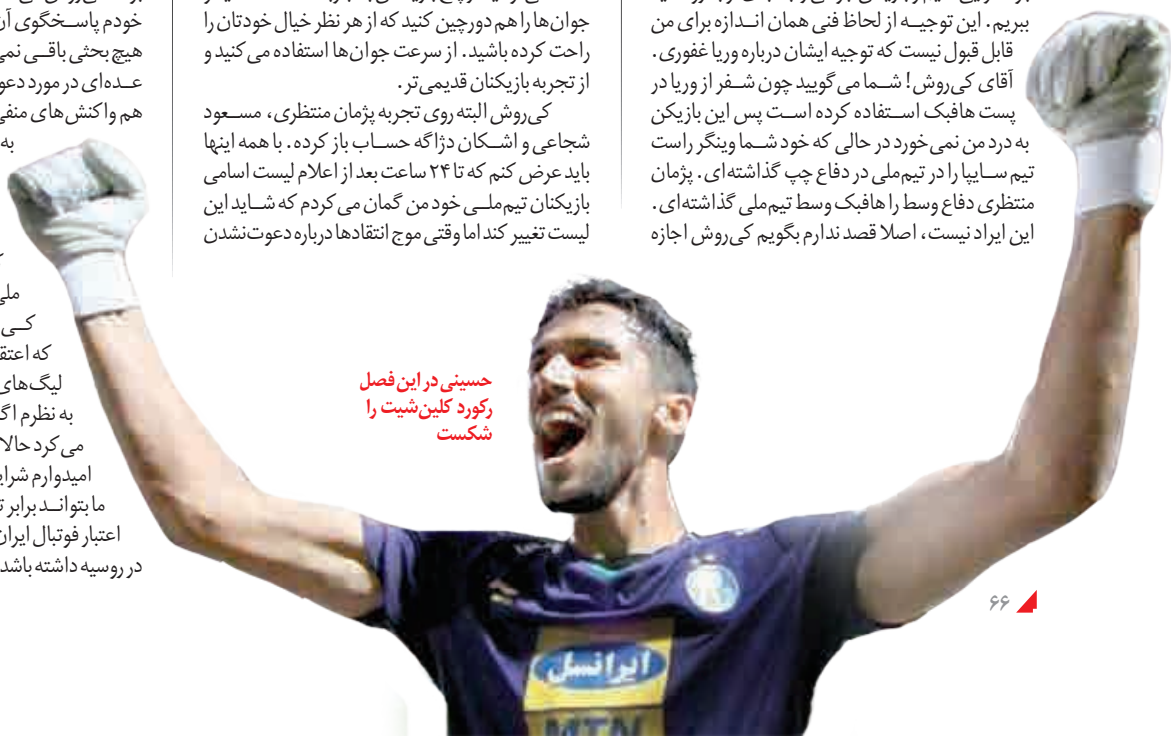 ببریم. این توجیه از لحاظ فنی همان اندازه برای من
قابل قبول نیست که توجیه ایشان درباره وریا غفوری.
آقای کی‌روش! شما می‌گویید چون شفر از وریا در
پست هافبک استفاده کرده است پس این بازیکن
به درد من نمی‌خورد در حالی که خود شما وینگر راست
تیم سایپا را در تیم‌ملی در دفاع چپ گذاشته‌ای. پژمان
منتظری دفاع وسط را هافبک وسط تیم‌ملی گذاشته‌ای.
این ایراد نیست، اصلا قصد ندارم بگویم کی‌روش اجازه
جوان‌ها را هم دورچین کنید که از هر نظر خیال خودتان را
راحت کرده باشید. از سرعت جوان‌ها استفاده می‌کنید و
از تجربه بازیکنان قدیمی‌تر.
کی‌روش البته روی تجربه پژمان منتظری، مسعود
شجاعی و اشکان دژاگه حساب باز کرده. با همه اینها
باید عرض کنم که تا ۲۴ ساعت بعد از اعلام لیست اسامی
بازیکنان تیم‌ملی خود من گمان می‌کردم که شاید این
لیست تغییر کند اما وقتی موج انتقادها درباره دعوت‌نشدن
خودم پاسخگوی
هیچ بحثی باقی
عده‌ای در مورد
هم واکنش‌های
به
کی
که
لیگ‌های
به نظرم
می‌کرد حالا
امیدوارم
ما بتواند برابر
اعتبار فوتبال ایران
در روسیه داشته باشد
حسینی در این فصل
رکورد کلین‌شیت را
شکست
ایرانسل
MTN
۶۶